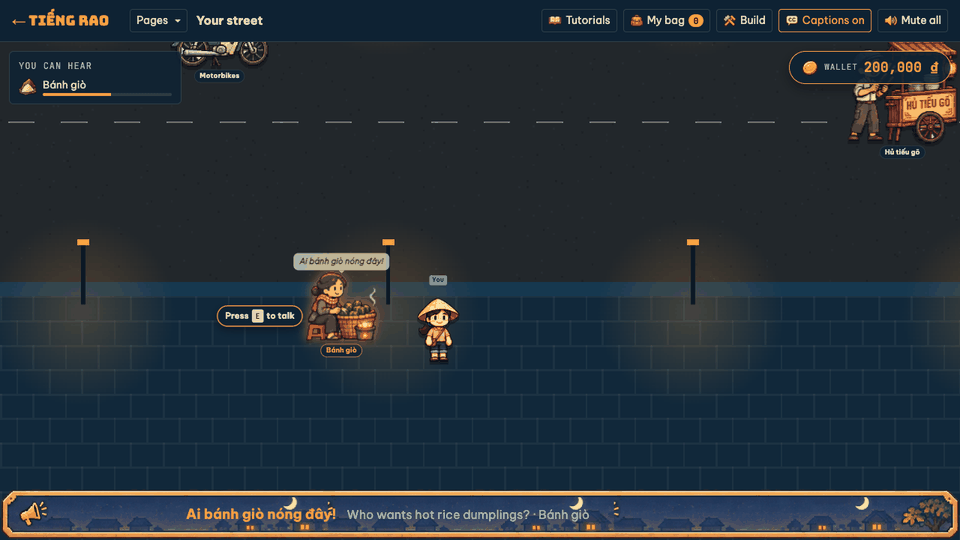 ← TIẾNG RAO
Pages
Your street
Tutorials
My bag 0
Build
Captions on
Mute all
YOU CAN HEAR
Bánh giò
Motorbikes
WALLET 200,000 ₫
HỦ TIẾU GÕ
Hủ tiếu gõ
Ai bánh giò nóng đây!
You
Press E to talk
Bánh giò
Ai bánh giò nóng đây! Who wants hot rice dumplings? · Bánh giò